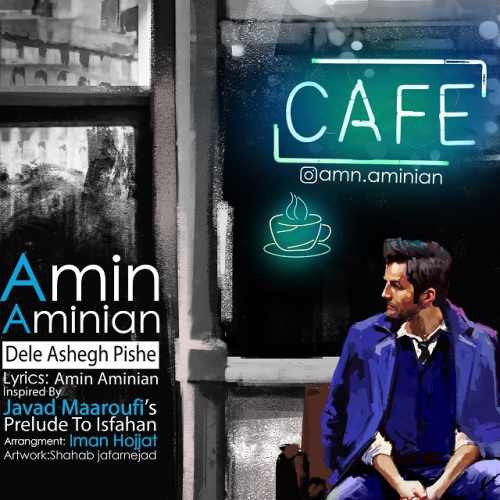 CAFE
amn.aminian
Amin
Aminian
Dele Ashegh Pishe
Lyrics: Amin Aminian
Inspired By
Javad Maaroufi's
Prelude To Isfahan
Arrangment: Iman Hojjat
Artwork:Shahab jafarnejad